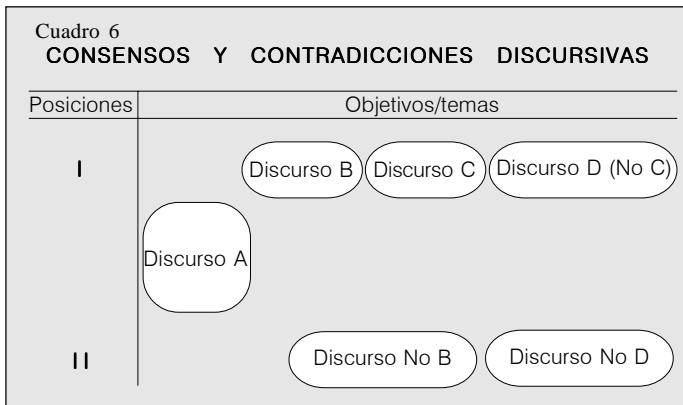 Cuadro 6
CONSENSOS Y CONTRADICCIONES DISCURSIVAS
Posiciones Objetivos/temas
I Discurso B Discurso C Discurso D (No C)
Discurso A
II Discurso No B Discurso No D